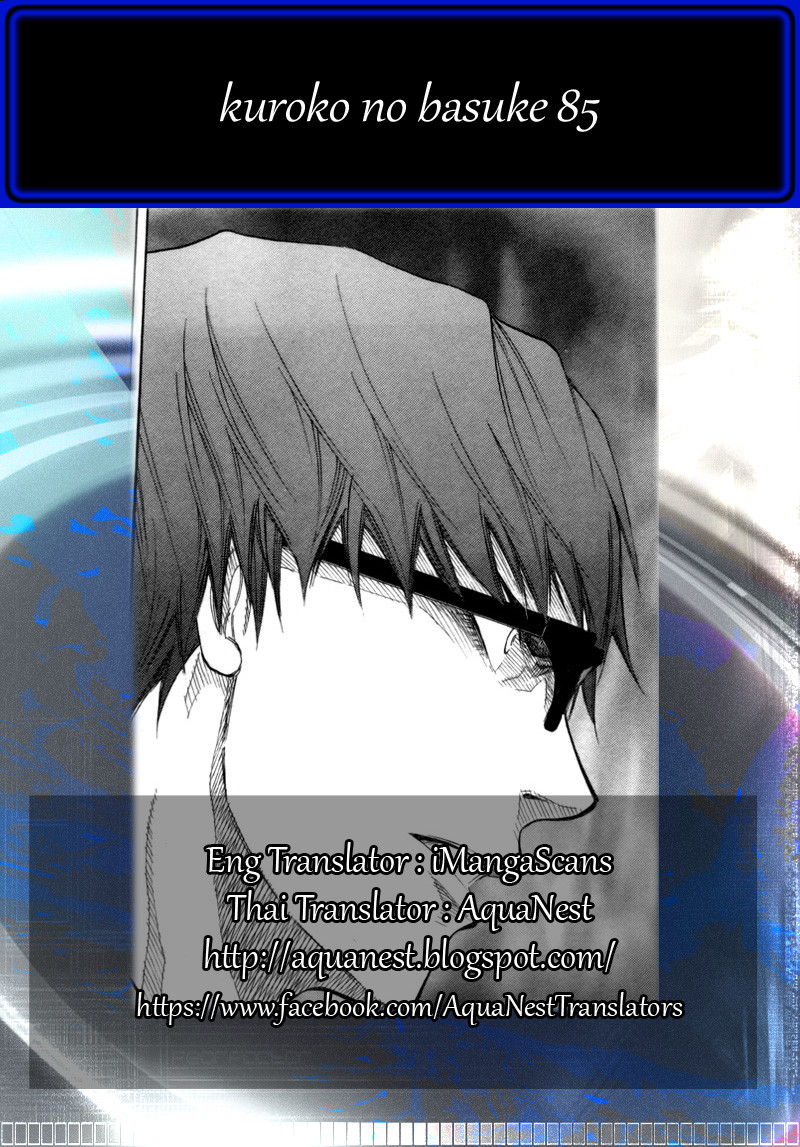 kuroko no basuke 85
Eng Translator : iMangaScans
Thai Translator : AquaNest
http://aquanest.blogspot.com/
https://www.facebook.com/AquaNestTranslators